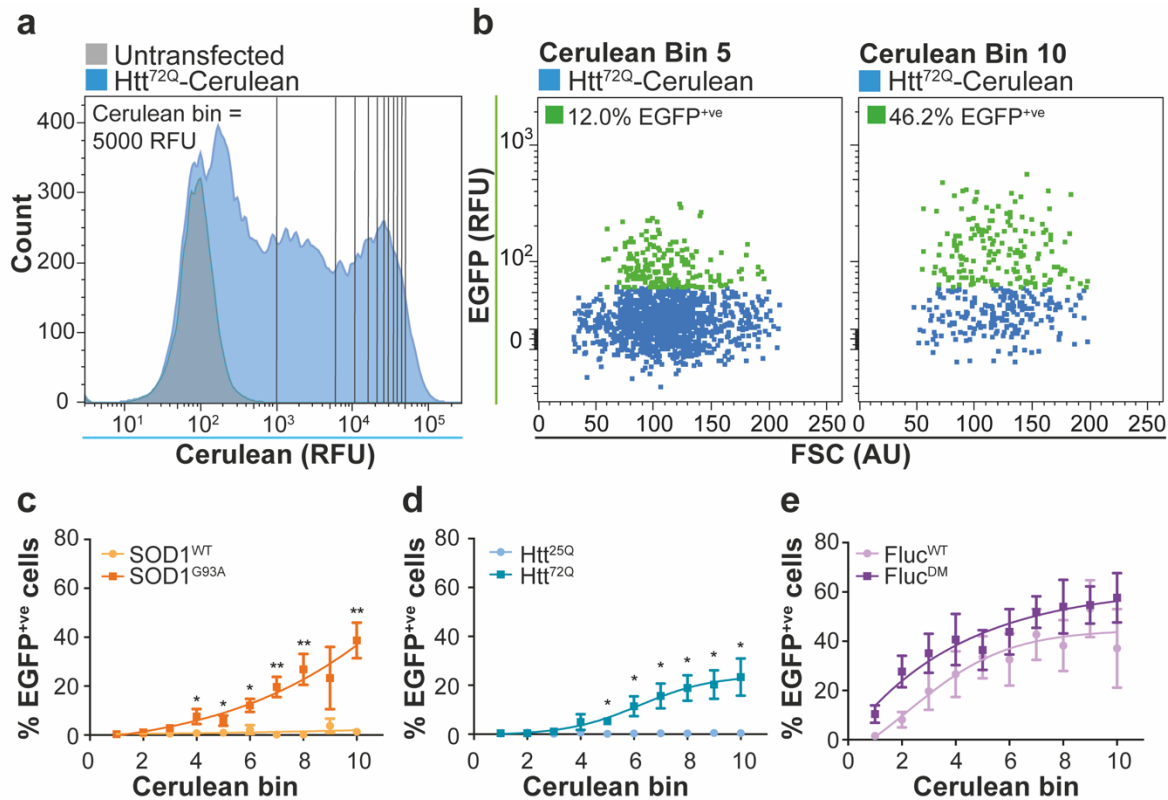 a
Untransfected
Htt72Q-Cerulean
Cerulean bin =
5000 RFU
Count
400
300
200
100
0
10¹ 10² 10³ 10⁴ 10⁵
Cerulean (RFU)
b
Cerulean Bin 5
Htt72Q-Cerulean
12.0% EGFP+ve
Cerulean Bin 10
Htt72Q-Cerulean
46.2% EGFP+ve
EGFP (RFU)
10³
10²
0
0 50 100 150 200 250
0 50 100 150 200 250
FSC (AU)
c
SOD1WT
SOD1G93A
% EGFP+ve cells
80
60
40
20
0
* * * ** ** **
0 2 4 6 8 10
Cerulean bin
d
Htt25Q
Htt72Q
% EGFP+ve cells
80
60
40
20
0
* * * * * *
0 2 4 6 8 10
Cerulean bin
e
FlucWT
FlucDM
% EGFP+ve cells
80
60
40
20
0
0 2 4 6 8 10
Cerulean bin